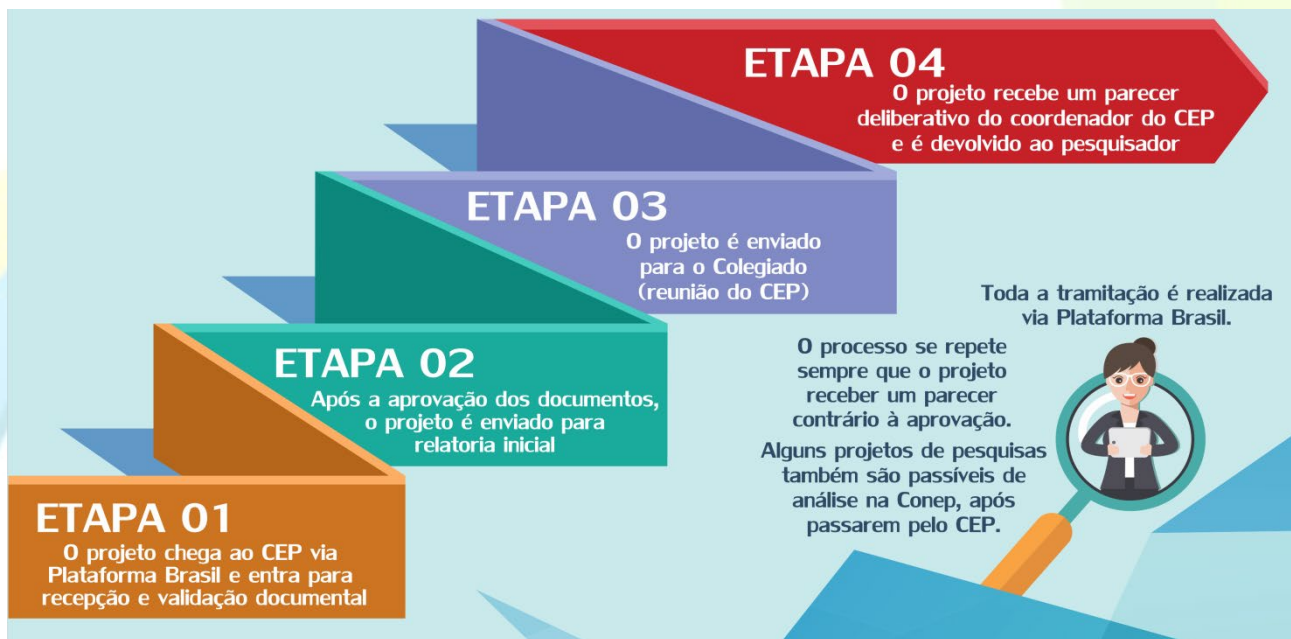 ETAPA 04
O projeto recebe um parecer
deliberativo do coordenador do CEP
e é devolvido ao pesquisador
ETAPA 03
O projeto é enviado
para o Colegiado
(reunião do CEP)
ETAPA 02
Após a aprovação dos documentos,
o projeto é enviado para
relatoria inicial
ETAPA 01
O projeto chega ao CEP via
Plataforma Brasil e entra para
recepção e validação documental
Toda a tramitação é realizada
via Plataforma Brasil.
O processo se repete
sempre que o projeto
receber um parecer
contrário à aprovação.
Alguns projetos de pesquisas
também são passíveis de
análise na Conep, após
passarem pelo CEP.